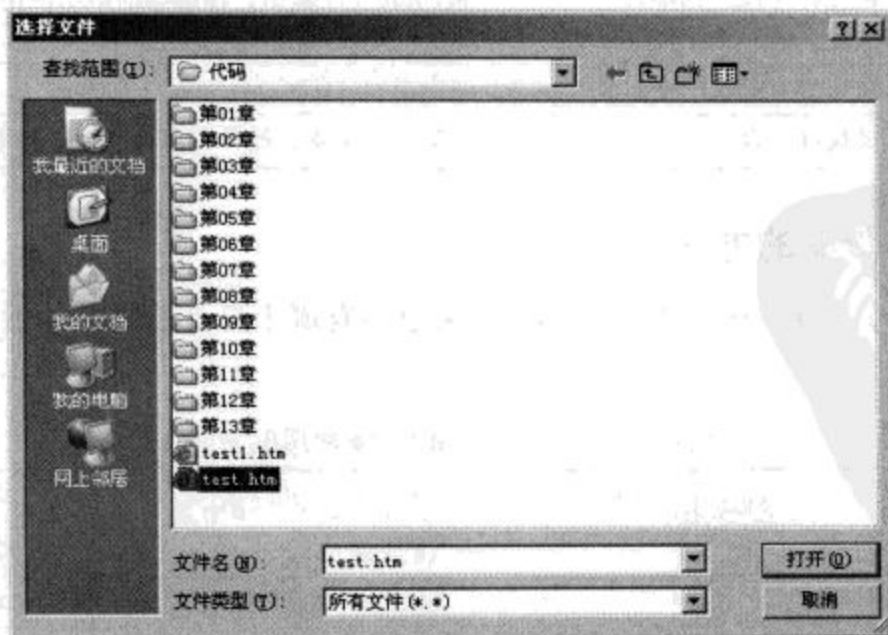 选择文件
查找范围(I): 代码
我最近的文档
桌面
我的文档
我的电脑
网上邻居
第01章
第02章
第03章
第04章
第05章
第06章
第07章
第08章
第09章
第10章
第11章
第12章
第13章
test1.htm
test.htm
文件名(N): test.htm 打开(O)
文件类型(T): 所有文件(*.*) 取消